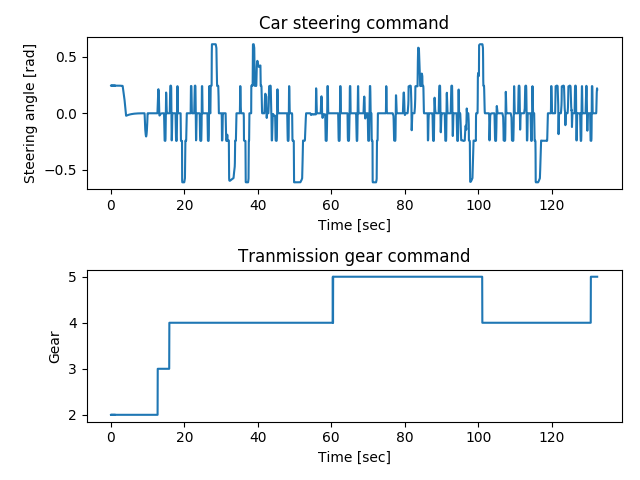 Car steering command
0.5
0.0
−0.5
Steering angle [rad]
0 20 40 60 80 100 120
Time [sec]
Tranmission gear command
5
4
3
2
Gear
0 20 40 60 80 100 120
Time [sec]